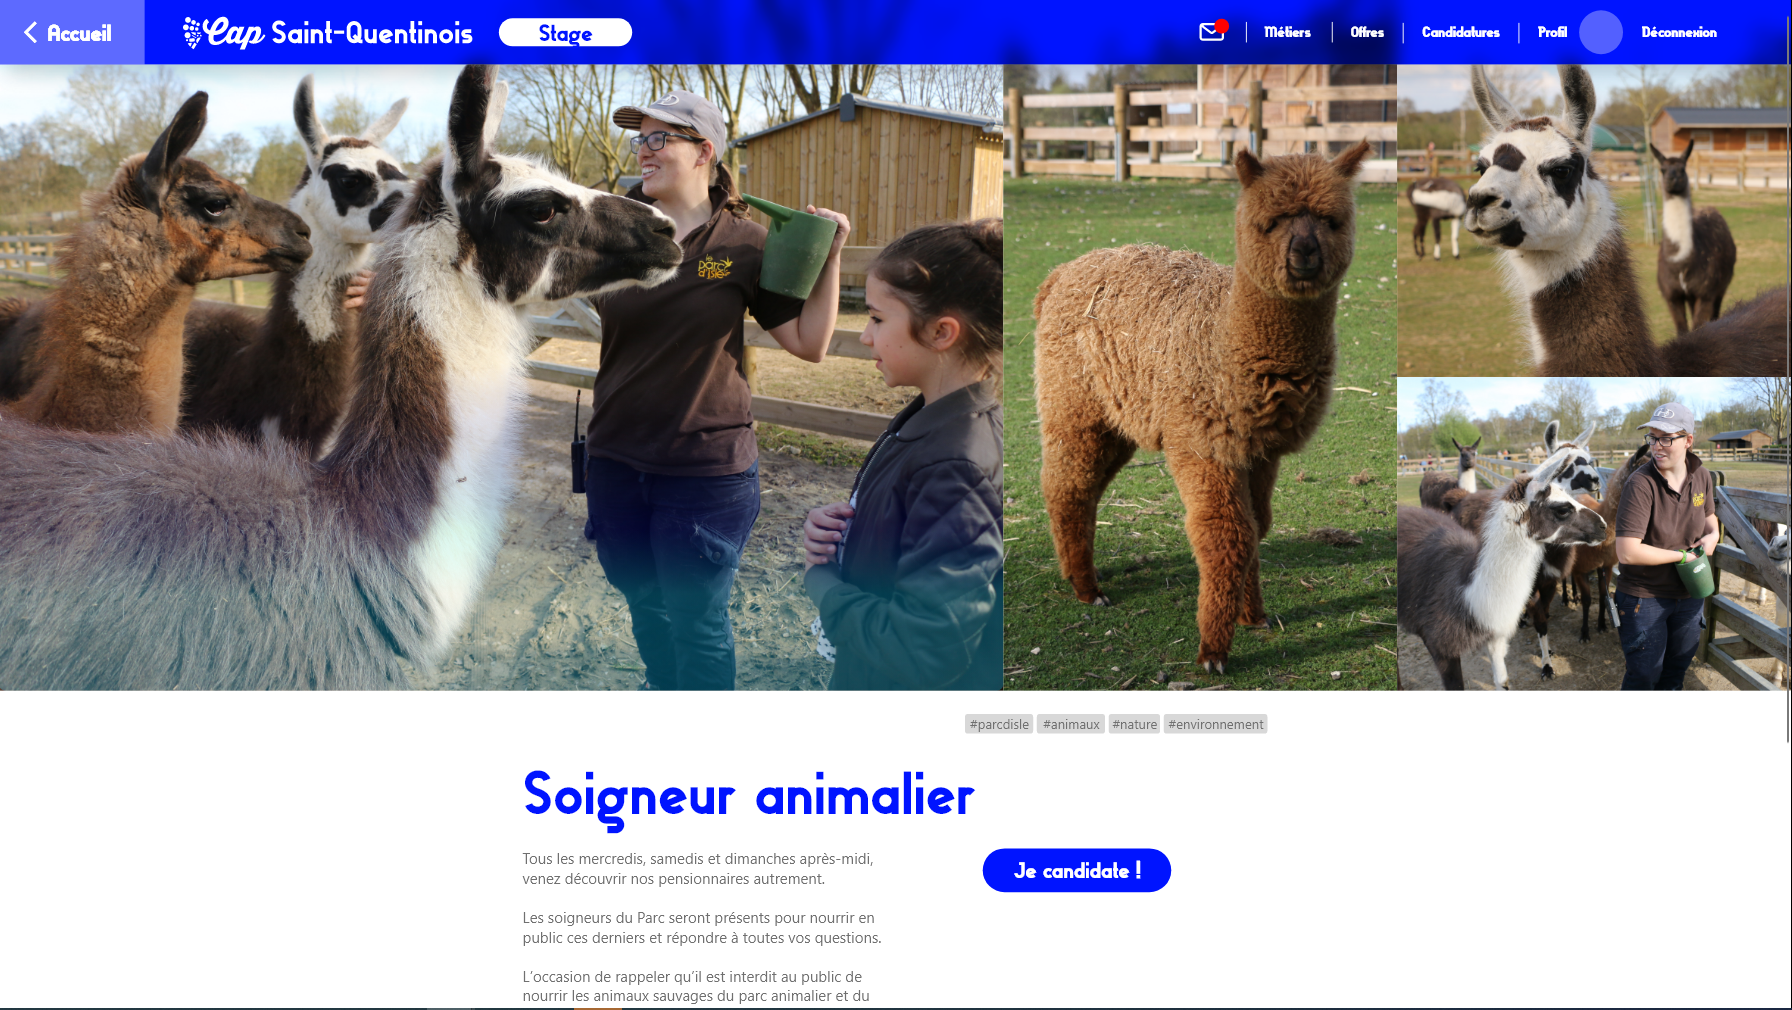 Accueil
Cap Saint-Quentinois
Stage
Métiers
Offres
Candidatures
Profil
Déconnexion
le
Parc
d'Isle
#parcdisle #animaux #nature #environnement
Soigneur animalier
Tous les mercredis, samedis et dimanches après-midi,
venez découvrir nos pensionnaires autrement.
Je candidate !
Les soigneurs du Parc seront présents pour nourrir en
public ces derniers et répondre à toutes vos questions.
L'occasion de rappeler qu'il est interdit au public de
nourrir les animaux sauvages du parc animalier et du